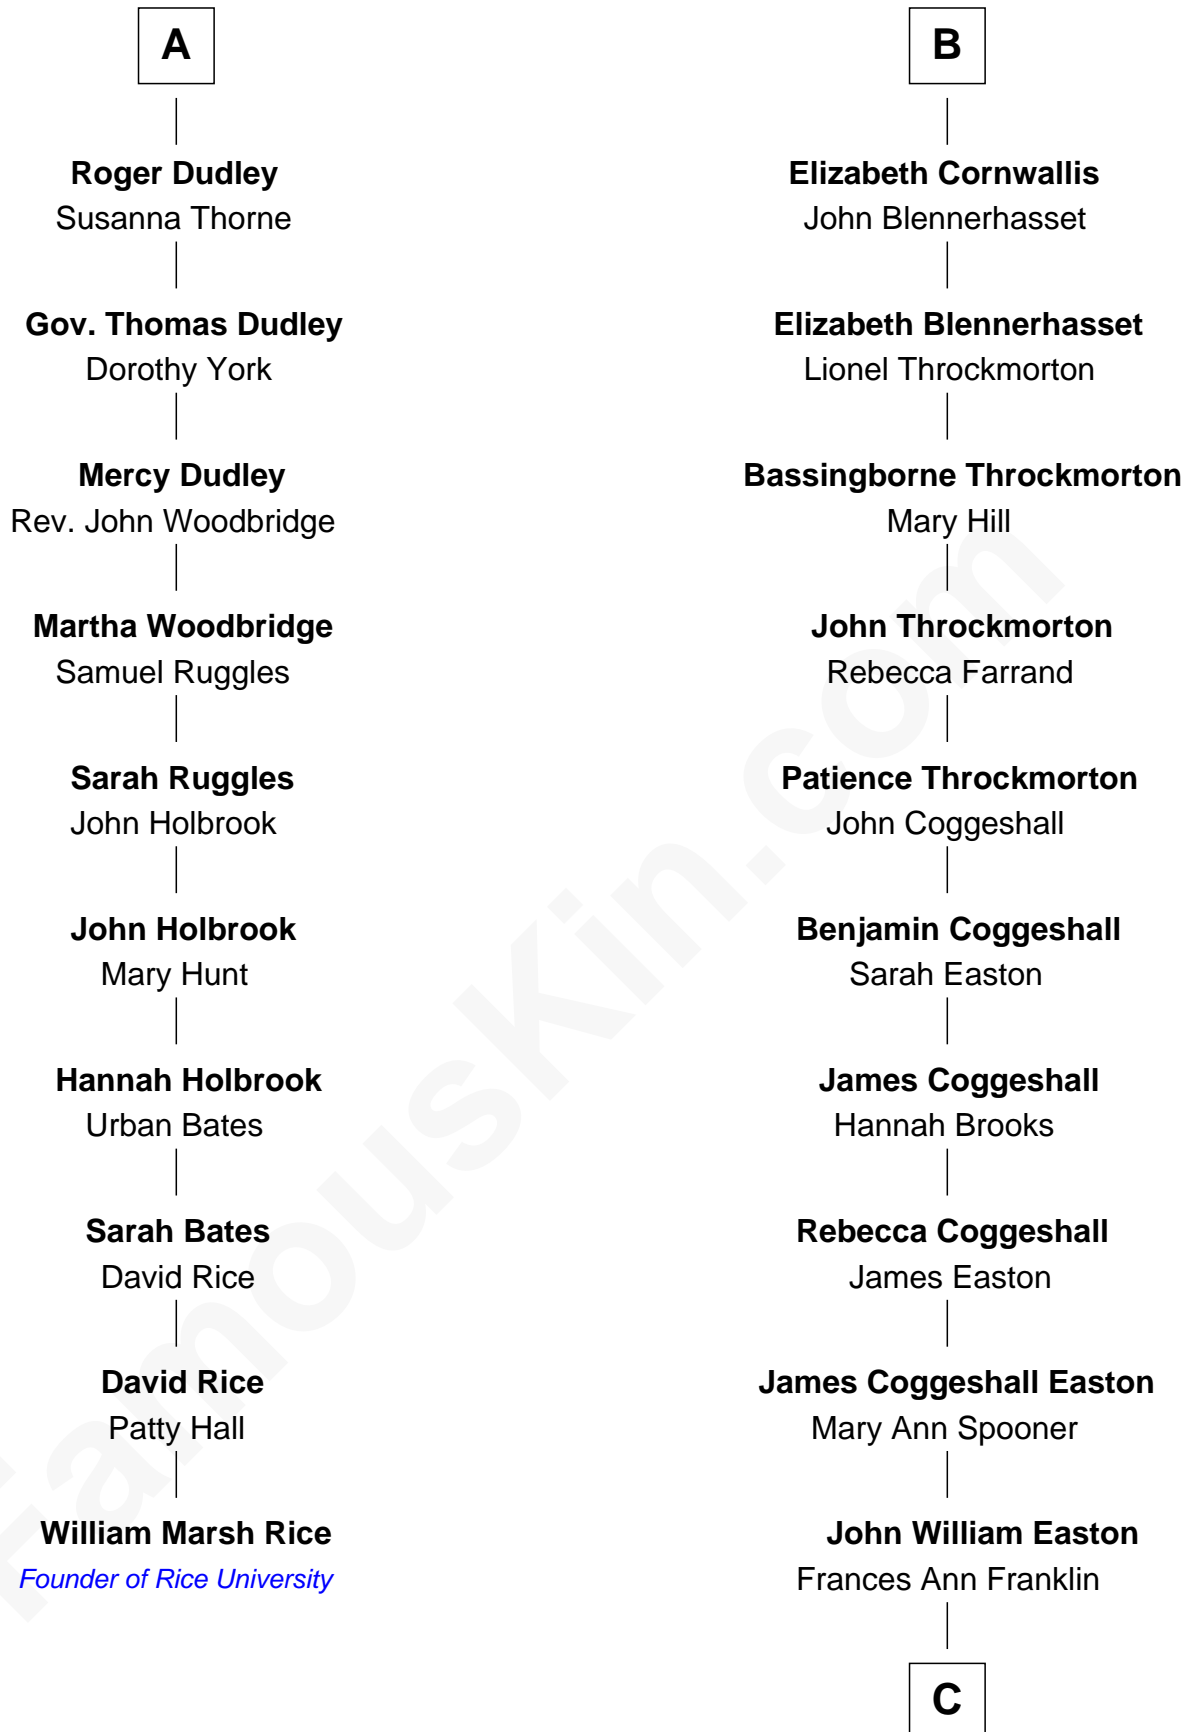 A
Roger Dudley
Susanna Thorne
Gov. Thomas Dudley
Dorothy York
Mercy Dudley
Rev. John Woodbridge
Martha Woodbridge
Samuel Ruggles
Sarah Ruggles
John Holbrook
John Holbrook
Mary Hunt
Hannah Holbrook
Urban Bates
Sarah Bates
David Rice
David Rice
Patty Hall
William Marsh Rice
Founder of Rice University
B
Elizabeth Cornwallis
John Blennerhasset
Elizabeth Blennerhasset
Lionel Throckmorton
Bassingborne Throckmorton
Mary Hill
John Throckmorton
Rebecca Farrand
Patience Throckmorton
John Coggeshall
Benjamin Coggeshall
Sarah Easton
James Coggeshall
Hannah Brooks
Rebecca Coggeshall
James Easton
James Coggeshall Easton
Mary Ann Spooner
John William Easton
Frances Ann Franklin
C
FamousKin.com